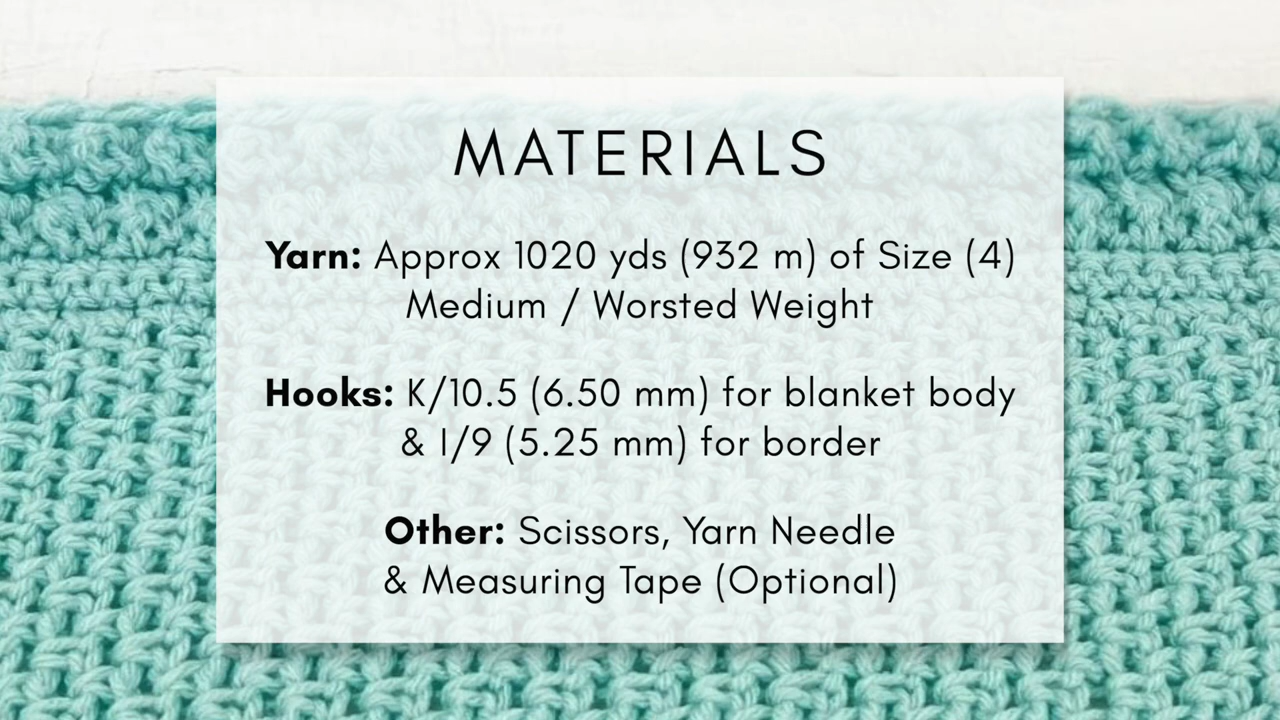 MATERIALS
Yarn: Approx 1020 yds (932 m) of Size (4)
Medium / Worsted Weight
Hooks: K/10.5 (6.50 mm) for blanket body
& I/9 (5.25 mm) for border
Other: Scissors, Yarn Needle
& Measuring Tape (Optional)